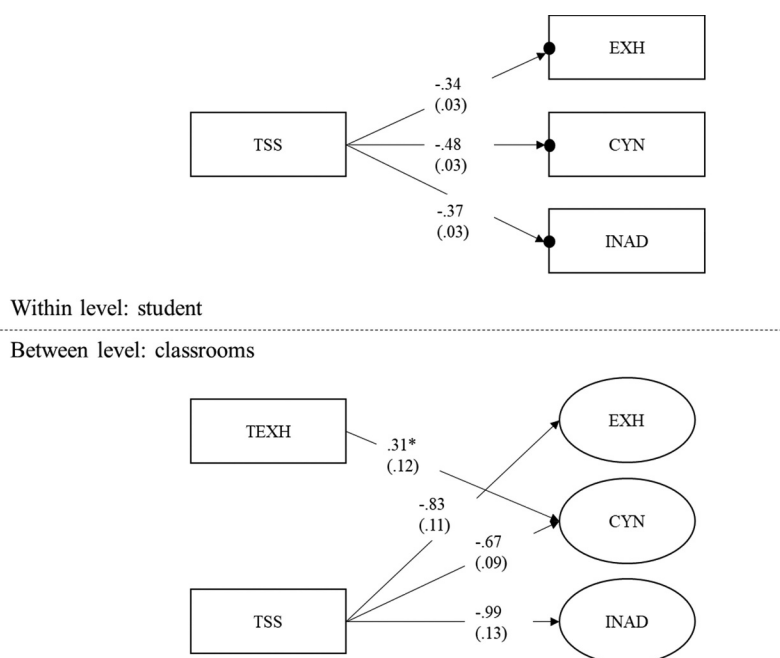 EXH
-.34
(.03)
TSS
-.48
(.03)
CYN
-.37
(.03)
INAD
Within level: student
Between level: classrooms
EXH
TEXH
.31*
(.12)
-.83
(.11)
CYN
-.67
(.09)
TSS
-.99
(.13)
INAD